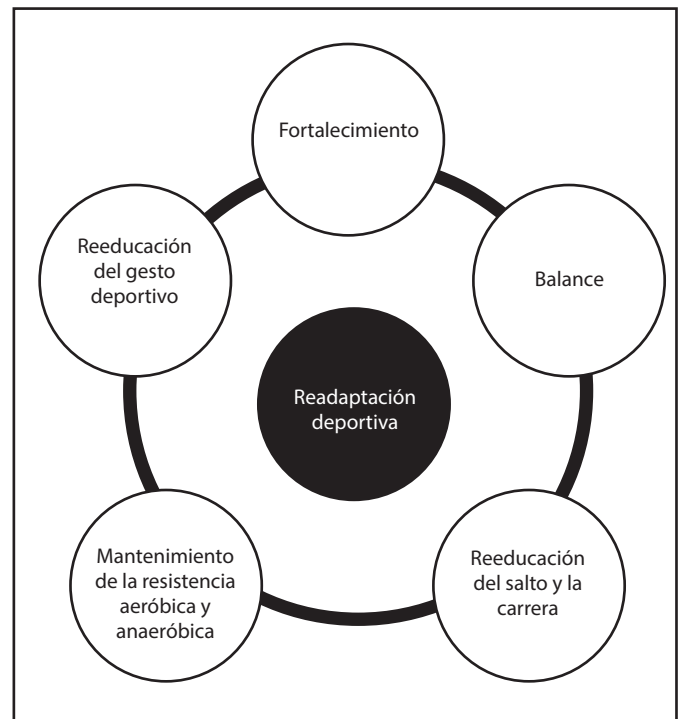 Fortalecimiento
Reeducación
del gesto
deportivo
Balance
Readaptación
deportiva
Mantenimiento
de la resistencia
aeróbica y
anaeróbica
Reeducación
del salto y la
carrera